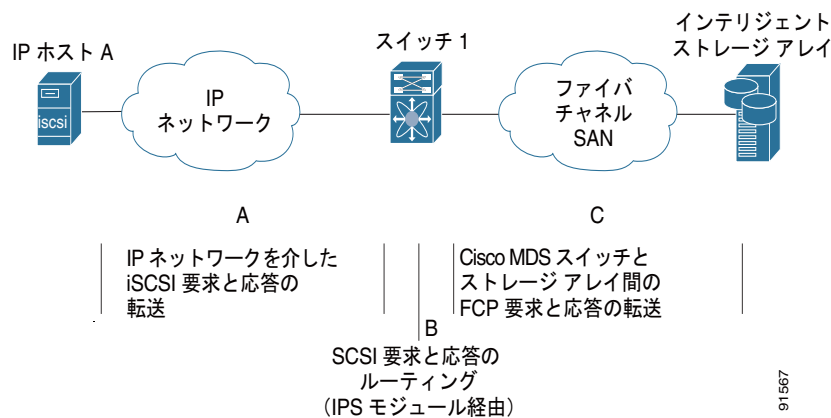 IP ホスト A
スイッチ 1
インテリジェント
ストレージ アレイ
iscsi
IP
ネットワーク
ファイバ
チャネル
SAN
A
C
IP ネットワークを介した
iSCSI 要求と応答の
転送
Cisco MDS スイッチと
ストレージ アレイ間の
FCP 要求と応答の転送
B
SCSI 要求と応答の
ルーティング
（IPS モジュール経由）
91567